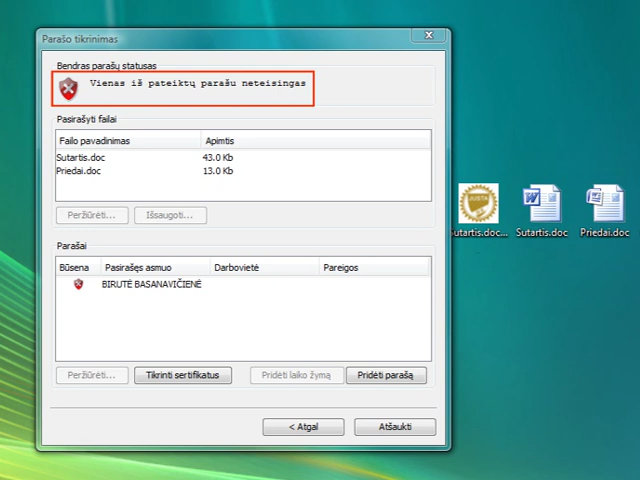 Parašo tikrinimas
Bendras parašų statusas
Vienas iš pateiktų parašu neteisingas
Pasirašyti failai
Failo pavadinimas Apimtis
Sutartis.doc 43.0 Kb
Priedai.doc 13.0 Kb
Peržiūrėti... Išsaugoti...
Parašai
Būsena Pasirašęs asmuo Darbovietė Pareigos
BIRUTĖ BASANAVIČIENĖ
Peržiūrėti... Tikrinti sertifikatus Pridėti laiko žymą Pridėti parašą
< Atgal Atšaukti
JUSTA
Sutartis.doc... Sutartis.doc Priedai.doc